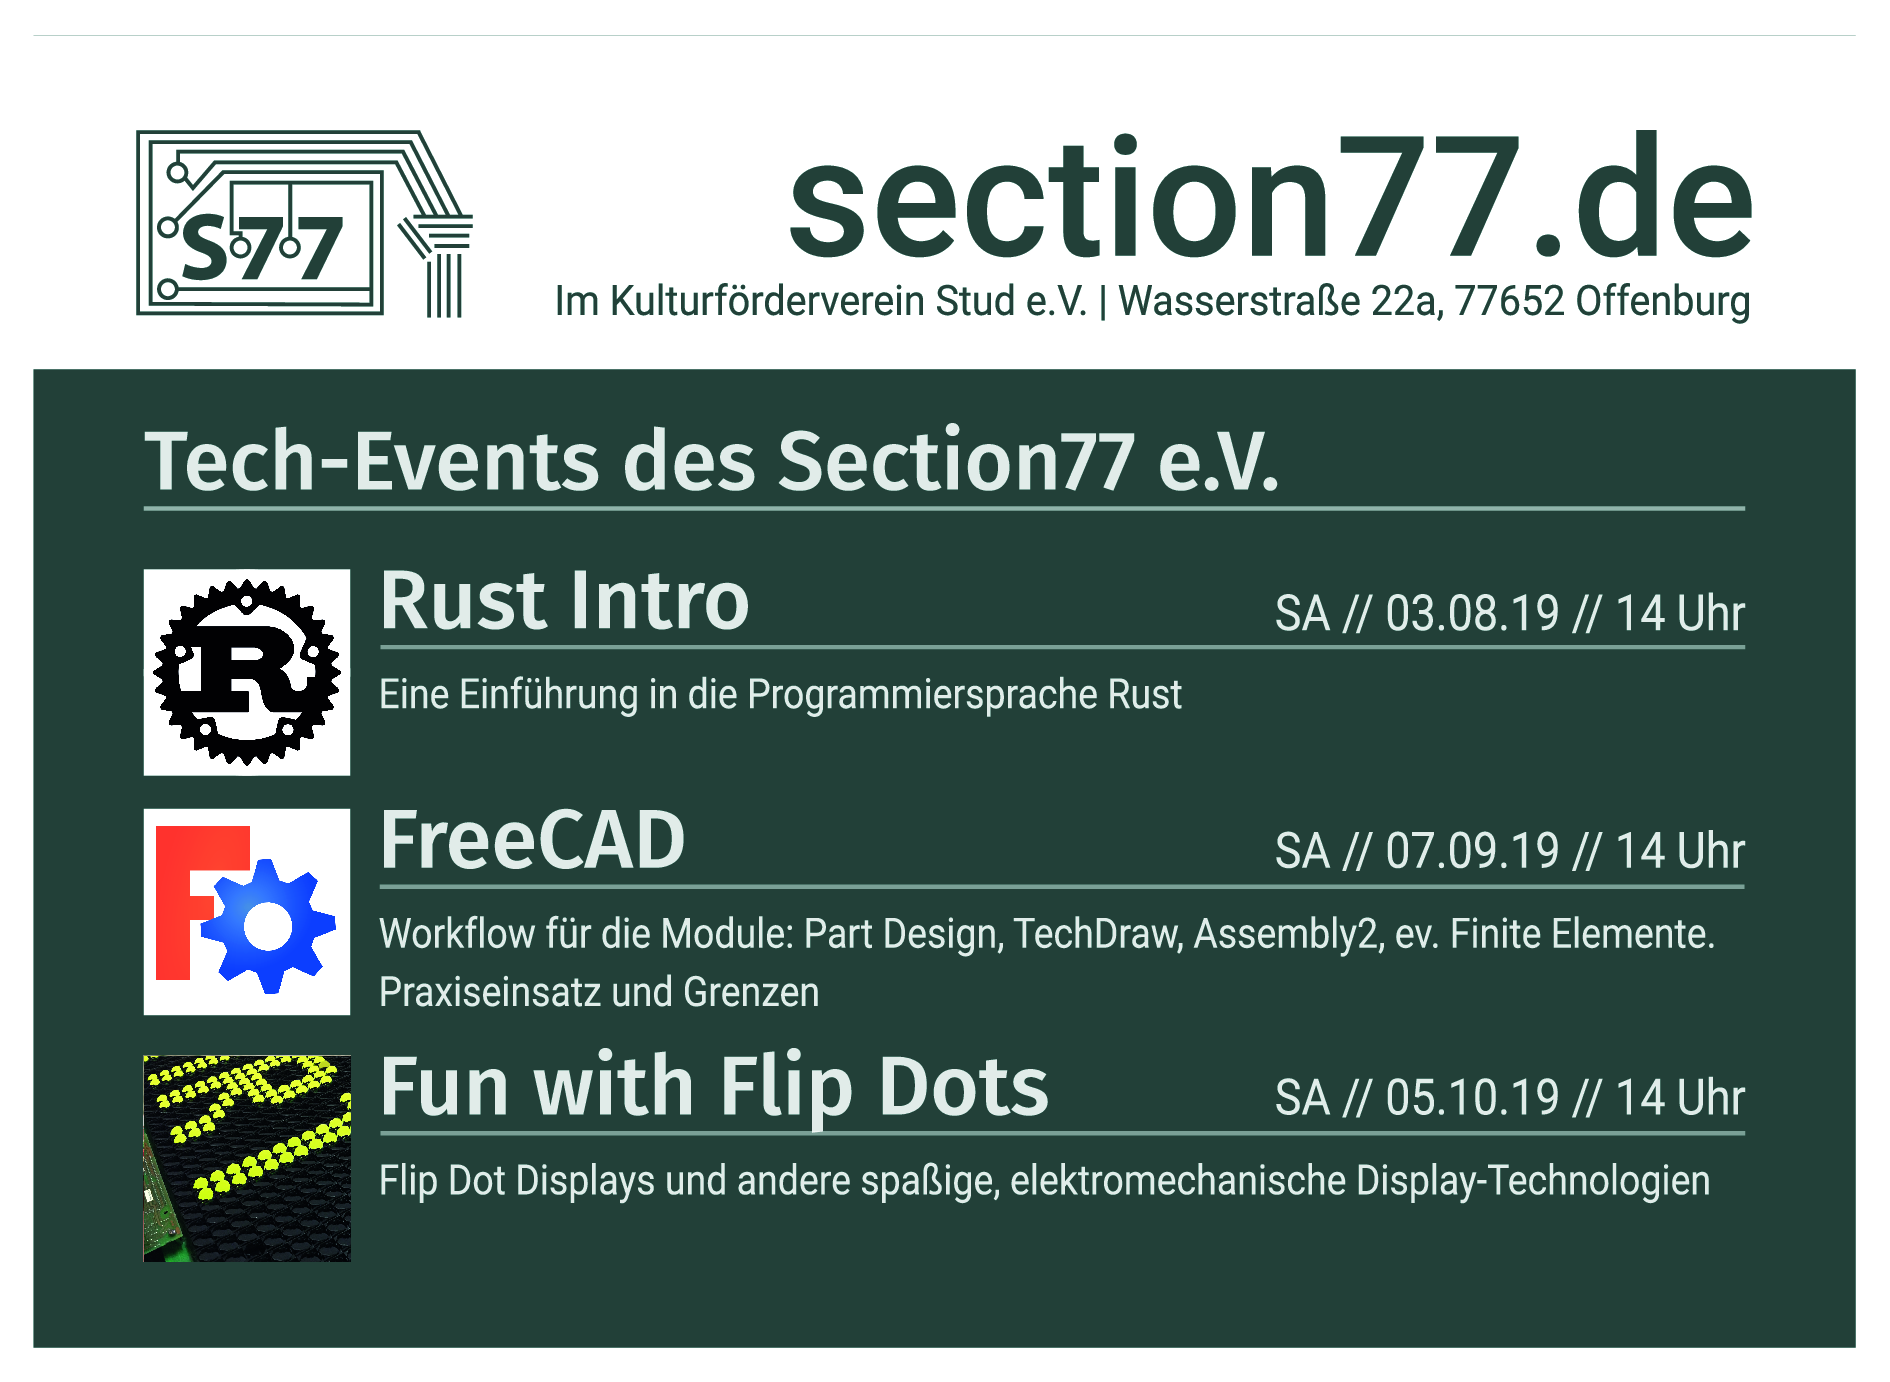 S77
section77.de
Im Kulturförderverein Stud e.V. | Wasserstraße 22a, 77652 Offenburg
Tech-Events des Section77 e.V.
R
Rust Intro
SA // 03.08.19 // 14 Uhr
Eine Einführung in die Programmiersprache Rust
F
FreeCAD
SA // 07.09.19 // 14 Uhr
Workflow für die Module: Part Design, TechDraw, Assembly2, ev. Finite Elemente.
Praxiseinsatz und Grenzen
Fun with Flip Dots
SA // 05.10.19 // 14 Uhr
Flip Dot Displays und andere spaßige, elektromechanische Display-Technologien